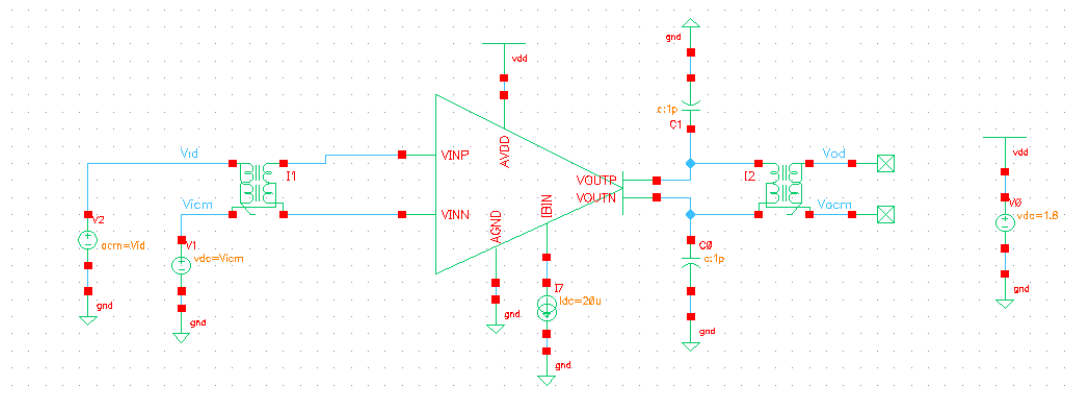 gnd
vdd
c:1p
C1
Vid
I1
VINP
AVDD
VOUTP
VOUTN
I2
Vod
vdd
Vicm
VINN
IBIN
AGND
Vocm
V2
acm=Vid
V1
vdc=Vicm
C0
c:1p
V0
vdc=1.8
I7
idc=20u
gnd
gnd
gnd
gnd
gnd
gnd